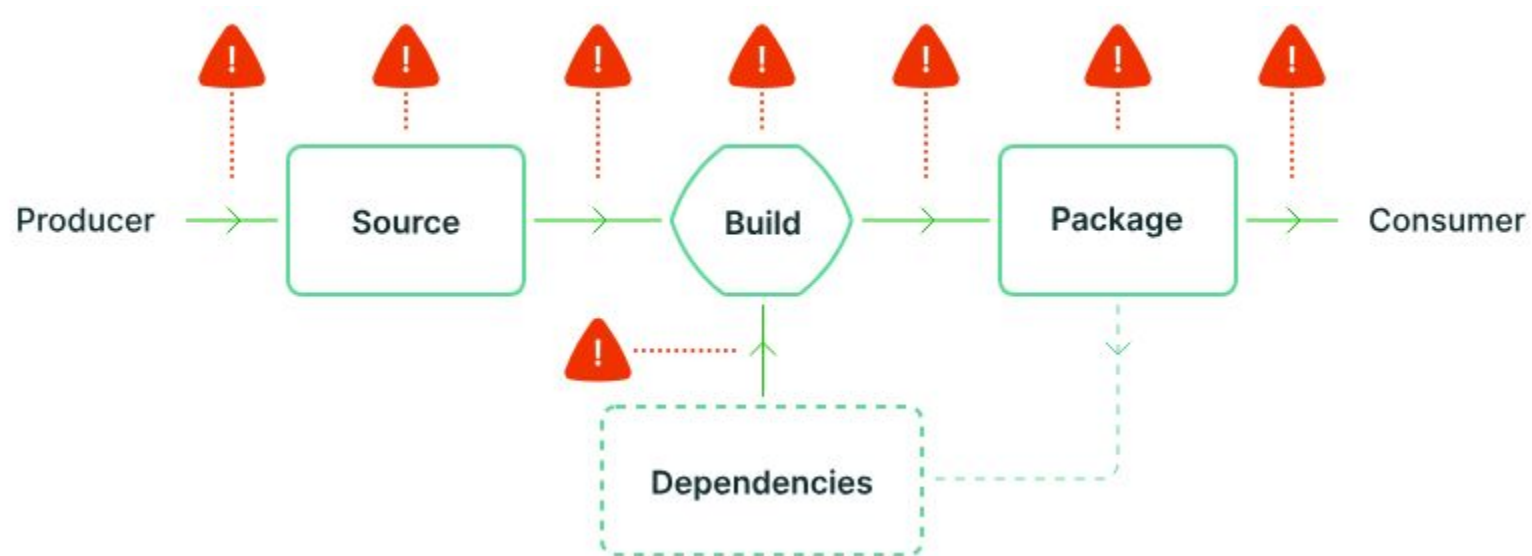 !
!
!
!
!
!
!
Producer
Source
Build
Package
Consumer
!
Dependencies